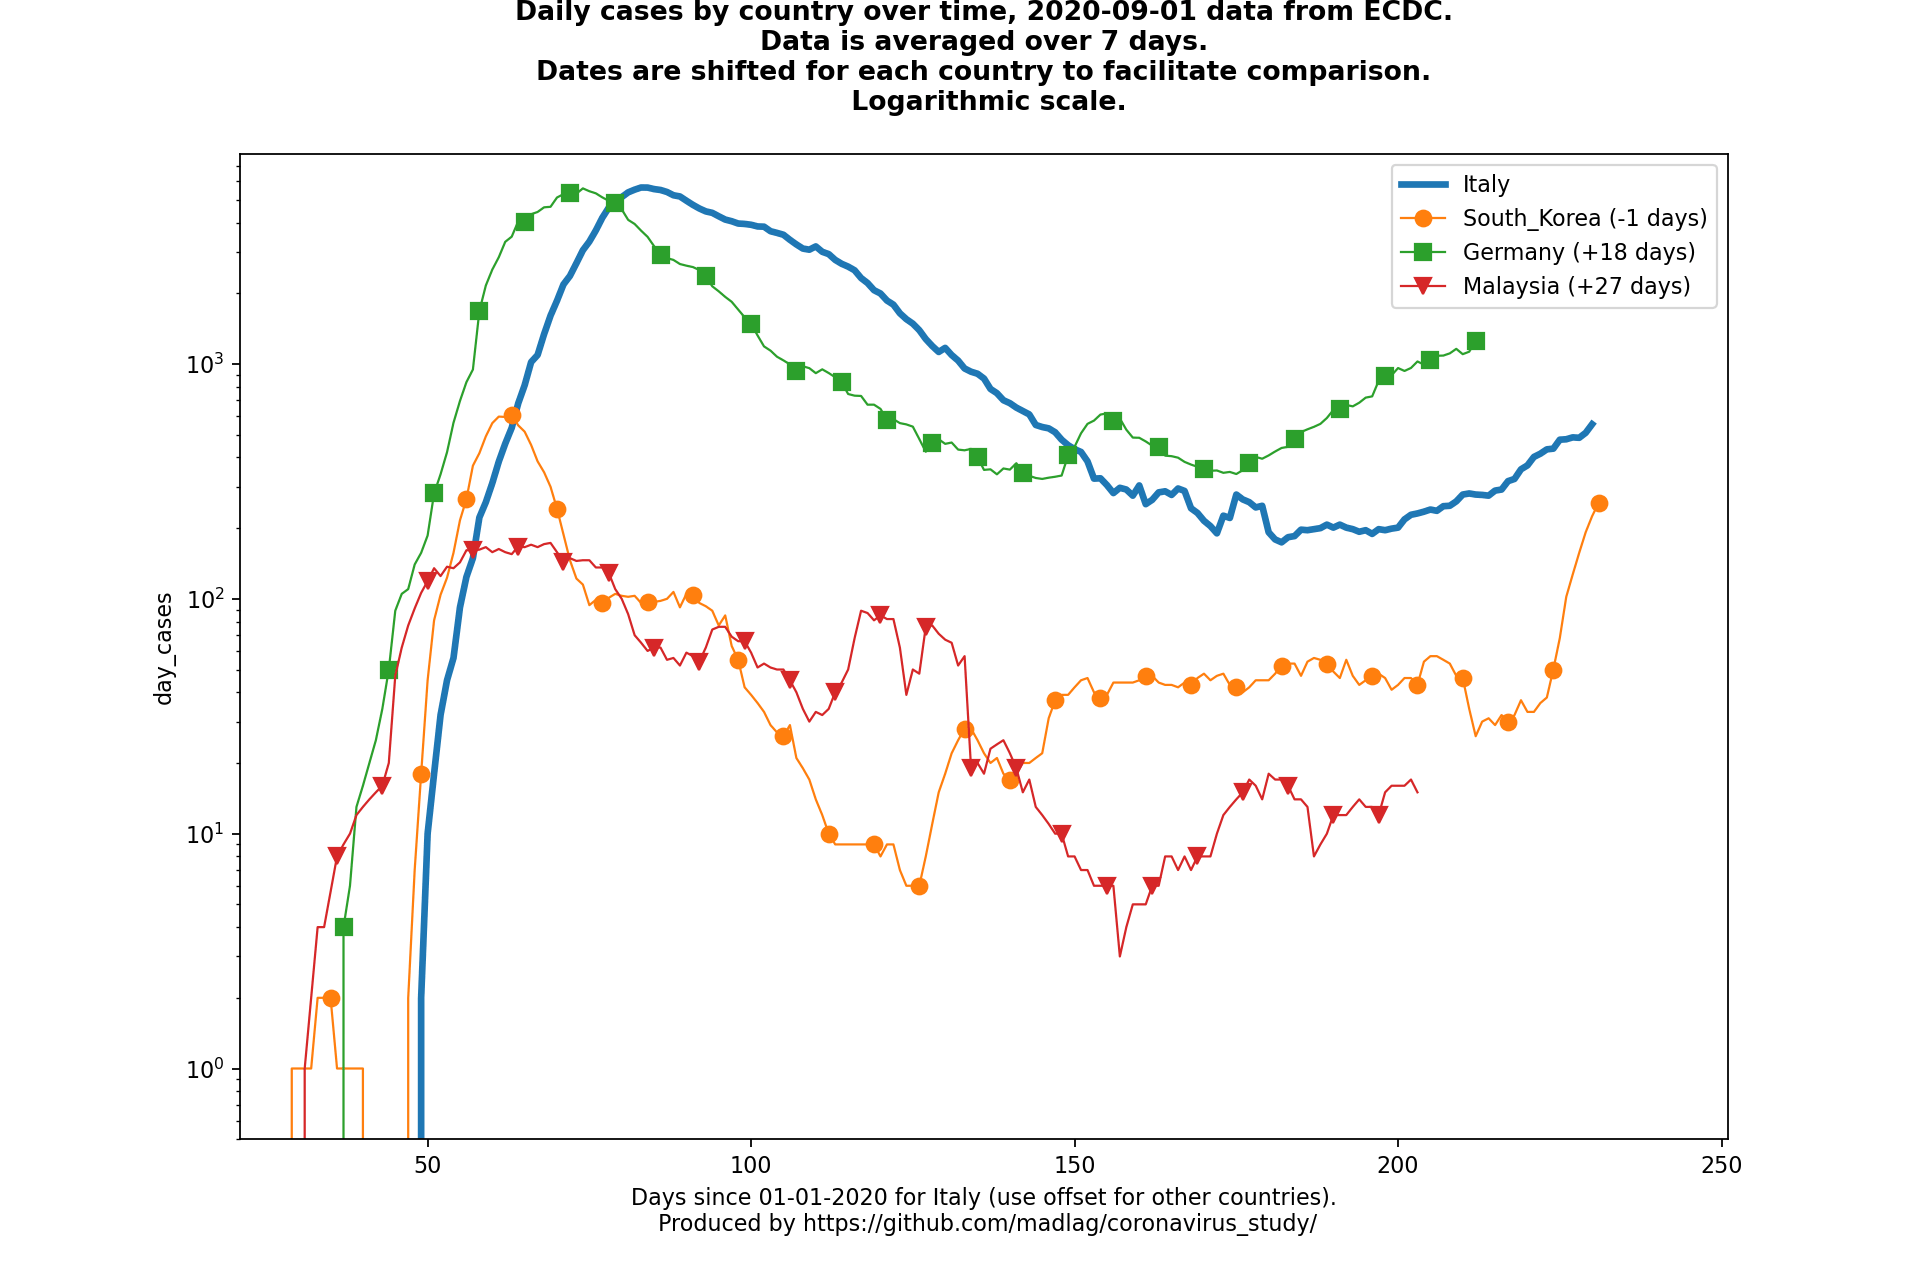 Daily cases by country over time, 2020-09-01 data from ECDC.
Data is averaged over 7 days.
Dates are shifted for each country to facilitate comparison.
Logarithmic scale.
Italy
South_Korea (-1 days)
Germany (+18 days)
Malaysia (+27 days)
day_cases
10³
10²
10¹
10⁰
50
100
150
200
250
Days since 01-01-2020 for Italy (use offset for other countries).
Produced by https://github.com/madlag/coronavirus_study/